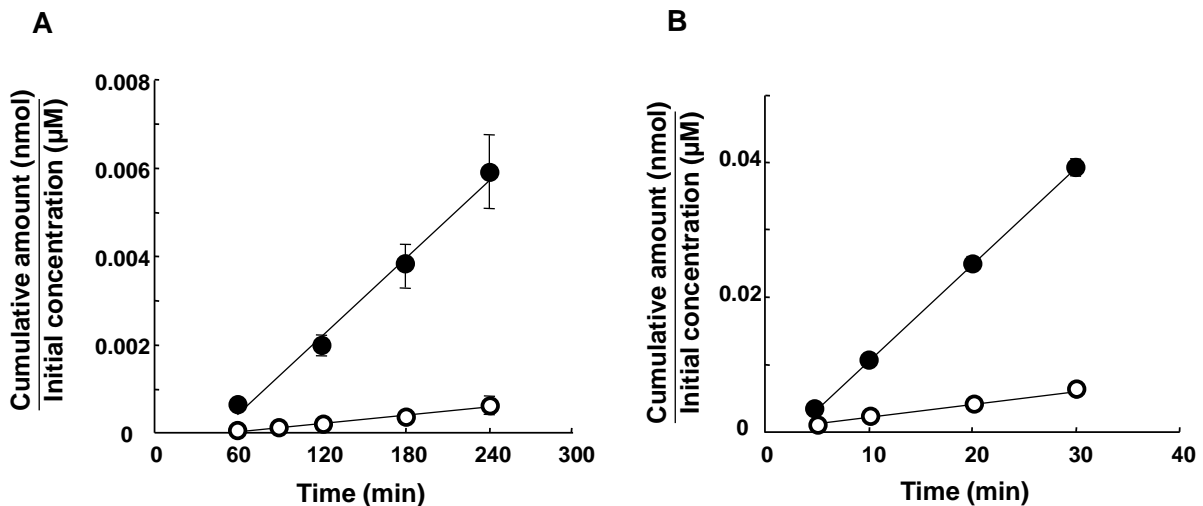 A
Cumulative amount (nmol)
Initial concentration (µM)
0.008
0.006
0.004
0.002
0
0 60 120 180 240 300
Time (min)
B
Cumulative amount (nmol)
Initial concentration (µM)
0.04
0.02
0
0 10 20 30 40
Time (min)